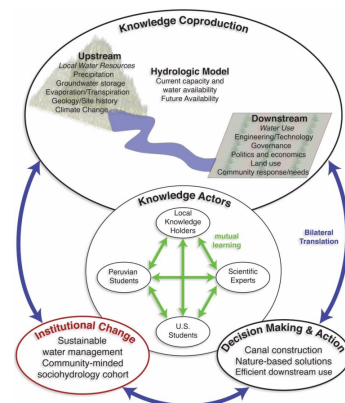 Knowledge Coproduction
Upstream
Local Water Resources
Precipitation
Groundwater storage
Evaporation/Transpiration
Geology/Site history
Climate Change
Hydrologic Model
Current capacity and
water availability
Future Availability
Downstream
Water Use
Engineering/Technology
Governance
Politics and economics
Land use
Community response/needs
Knowledge Actors
Local
Knowledge
Holders
mutual
learning
Bilateral
Translation
Peruvian
Students
Scientific
Experts
U.S.
Students
Institutional Change
Sustainable
water management
Community-minded
sociohydrology cohort
Decision Making & Action
Canal construction
Nature-based solutions
Efficient downstream use